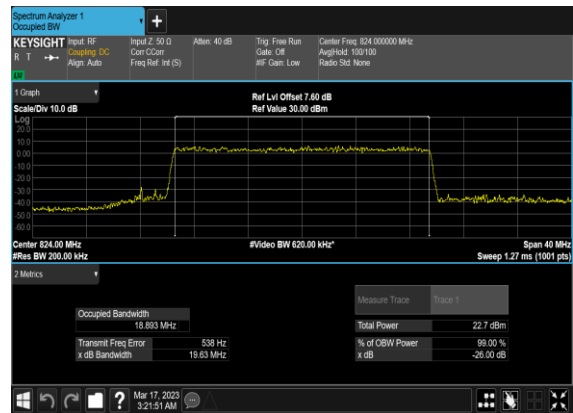 Spectrum Analyzer 1
Occupied BW
+
KEYSIGHT
R T
LW
Input: RF
Coupling: DC
Align: Auto
Input Z: 50 Ω
Corr CCorr
Freq Ref: Int (S)
Atten: 40 dB
Trig: Free Run
Gate: Off
#IF Gain: Low
Center Freq: 824.000000 MHz
Avg|Hold: 100/100
Radio Std: None
1 Graph
Scale/Div 10.0 dB
Ref Lvl Offset 7.60 dB
Ref Value 30.00 dBm
Log
20.0
10.0
0.00
-10.0
-20.0
-30.0
-40.0
-50.0
-60.0
Center 824.00 MHz
#Res BW 200.00 kHz
#Video BW 620.00 kHz*
Span 40 MHz
Sweep 1.27 ms (1001 pts)
2 Metrics
Measure Trace Trace 1
Occupied Bandwidth
18.893 MHz
Total Power 22.7 dBm
Transmit Freq Error 538 Hz
% of OBW Power 99.00 %
x dB Bandwidth 19.63 MHz
x dB -26.00 dB
?
Mar 17, 2023
3:21:51 AM